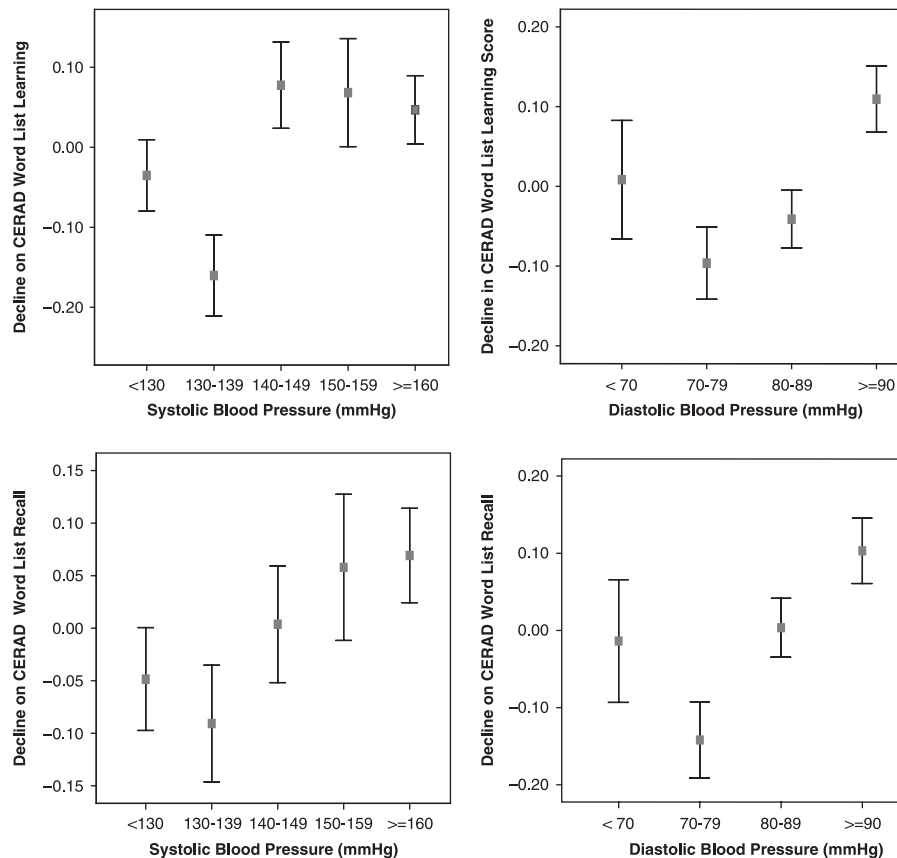 Decline on CERAD Word List Learning
0.10
0.00
−0.10
−0.20
<130 130-139 140-149 150-159 >=160
Systolic Blood Pressure (mmHg)
Decline in CERAD Word List Learning Score
0.20
0.10
0.00
−0.10
−0.20
< 70 70-79 80-89 >=90
Diastolic Blood Pressure (mmHg)
Decline on CERAD Word List Recall
0.15
0.10
0.05
0.00
−0.05
−0.10
−0.15
<130 130-139 140-149 150-159 >=160
Systolic Blood Pressure (mmHg)
Decline on CERAD Word List Recall
0.20
0.10
0.00
−0.10
−0.20
< 70 70-79 80-89 >=90
Diastolic Blood Pressure (mmHg)